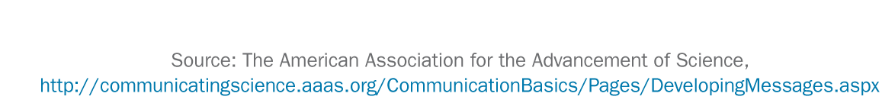 Source: The American Association for the Advancement of Science,
http://communicatingscience.aaas.org/CommunicationBasics/Pages/DevelopingMessages.aspx